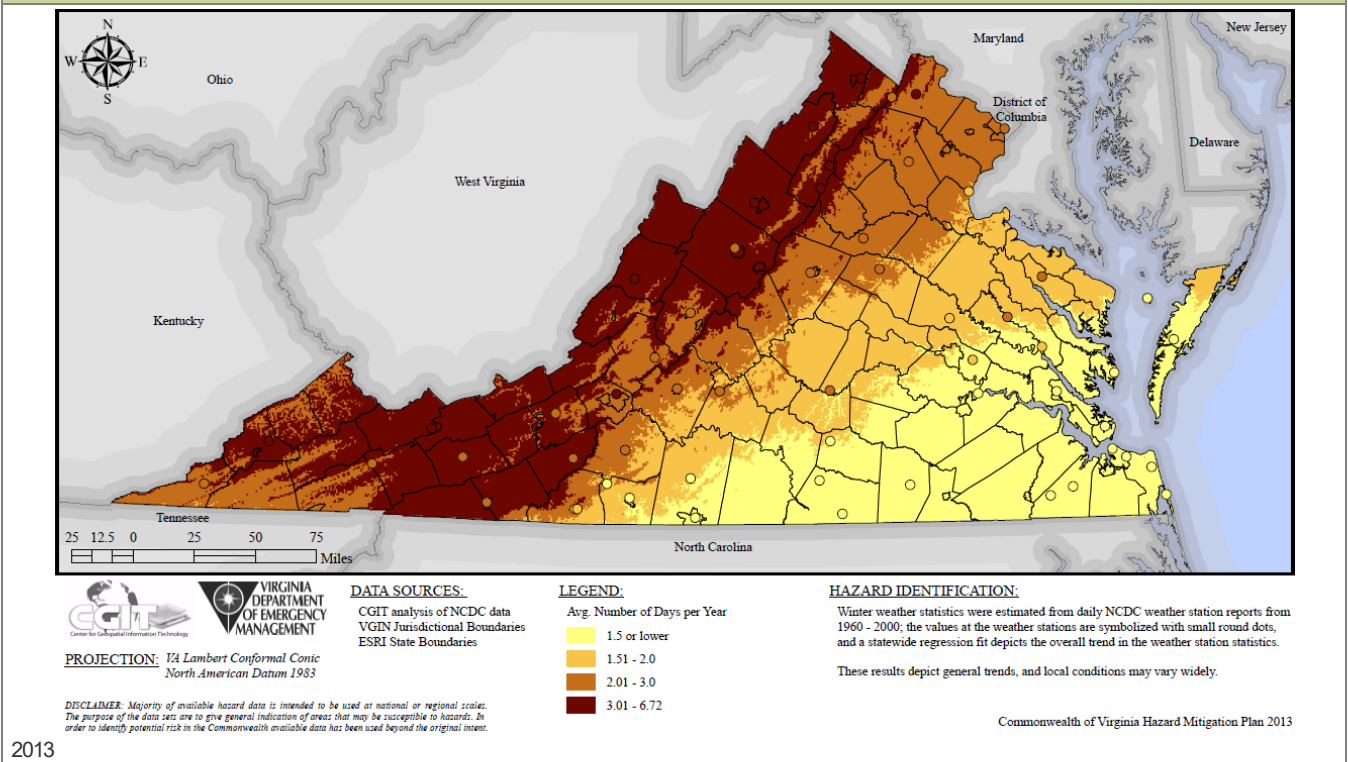 N
W E
S
Ohio
Maryland
New Jersey
District of
Columbia
Delaware
West Virginia
Kentucky
Tennessee
North Carolina
25 12.5 0 25 50 75
Miles
CGIT
Center for Geospatial Information Technology
VIRGINIA
DEPARTMENT
OF EMERGENCY
MANAGEMENT
PROJECTION: VA Lambert Conformal Conic
North American Datum 1983
DISCLAIMER: Majority of available hazard data is intended to be used at national or regional scales.
The purpose of the data sets are to give general indication of areas that may be susceptible to hazards. In
order to identify potential risk in the Commonwealth available data has been used beyond the original intent.
DATA SOURCES:
CGIT analysis of NCDC data
VGIN Jurisdictional Boundaries
ESRI State Boundaries
LEGEND:
Avg. Number of Days per Year
1.5 or lower
1.51 - 2.0
2.01 - 3.0
3.01 - 6.72
HAZARD IDENTIFICATION:
Winter weather statistics were estimated from daily NCDC weather station reports from
1960 - 2000; the values at the weather stations are symbolized with small round dots,
and a statewide regression fit depicts the overall trend in the weather station statistics.
These results depict general trends, and local conditions may vary widely.
Commonwealth of Virginia Hazard Mitigation Plan 2013
2013